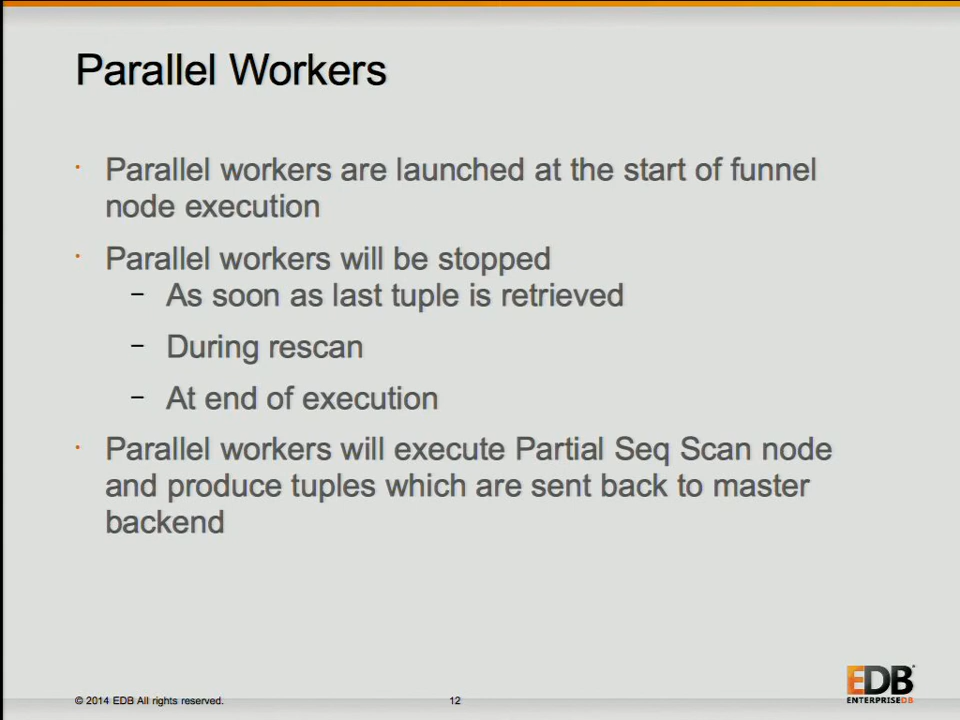 Parallel Workers
• Parallel workers are launched at the start of funnel
node execution
• Parallel workers will be stopped
– As soon as last tuple is retrieved
– During rescan
– At end of execution
• Parallel workers will execute Partial Seq Scan node
and produce tuples which are sent back to master
backend
© 2014 EDB All rights reserved.
12
EDB
ENTERPRISEDB